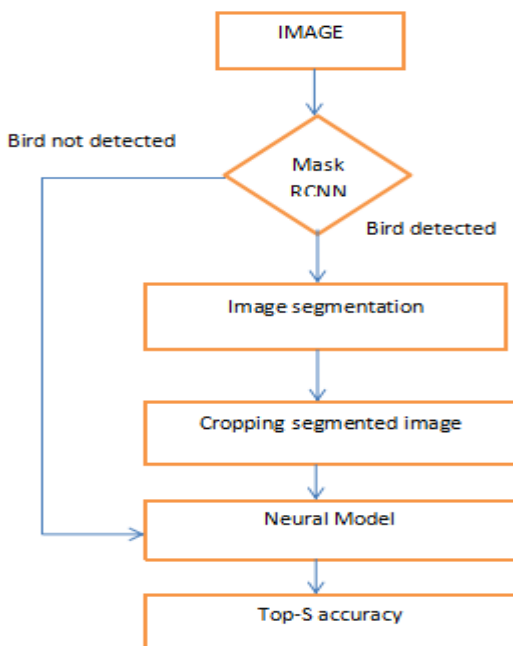 IMAGE
Bird not detected
Mask
RCNN
Bird detected
Image segmentation
Cropping segmented image
Neural Model
Top-S accuracy